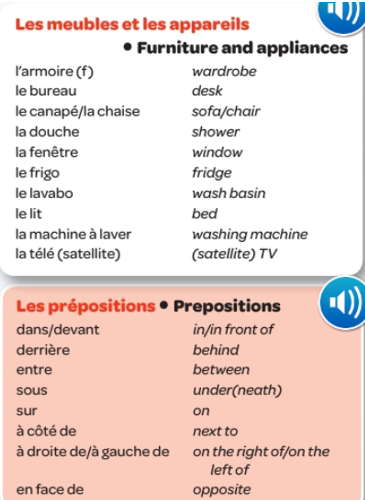 Les meubles et les appareils
• Furniture and appliances
l'armoire (f) wardrobe
le bureau desk
le canapé/la chaise sofa/chair
la douche shower
la fenêtre window
le frigo fridge
le lavabo wash basin
le lit bed
la machine à laver washing machine
la télé (satellite) (satellite) TV
Les prépositions • Prepositions
dans/devant in/in front of
derrière behind
entre between
sous under(neath)
sur on
à côté de next to
à droite de/à gauche de on the right of/on the
left of
en face de opposite